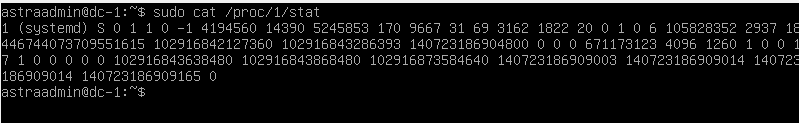 astraadmin@dc-1:~$ sudo cat /proc/1/stat
1 (systemd) S 0 1 1 0 -1 4194560 14390 5245853 170 9667 31 69 3162 1822 20 0 1 0 6 105828352 2937 18
446744073709551615 102916842127360 102916843286393 140723186904800 0 0 0 671173123 4096 1260 1 0 0 1
7 1 0 0 0 0 0 102916843638480 102916843868480 102916873584640 140723186909003 140723186909014 140723
186909014 140723186909165 0
astraadmin@dc-1:~$